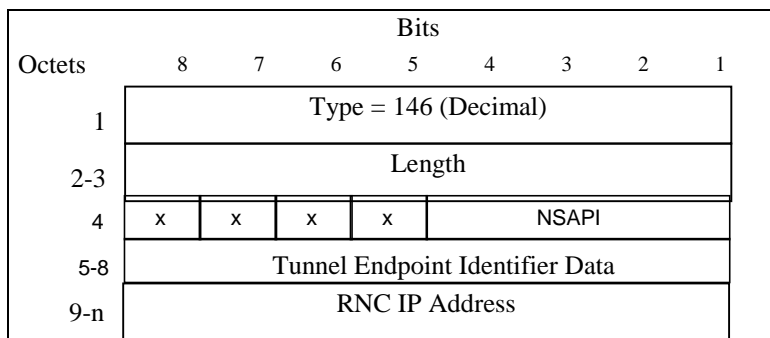 Bits
Octets 8 7 6 5 4 3 2 1
1 Type = 146 (Decimal)
2-3 Length
4 x x x x NSAPI
5-8 Tunnel Endpoint Identifier Data
9-n RNC IP Address